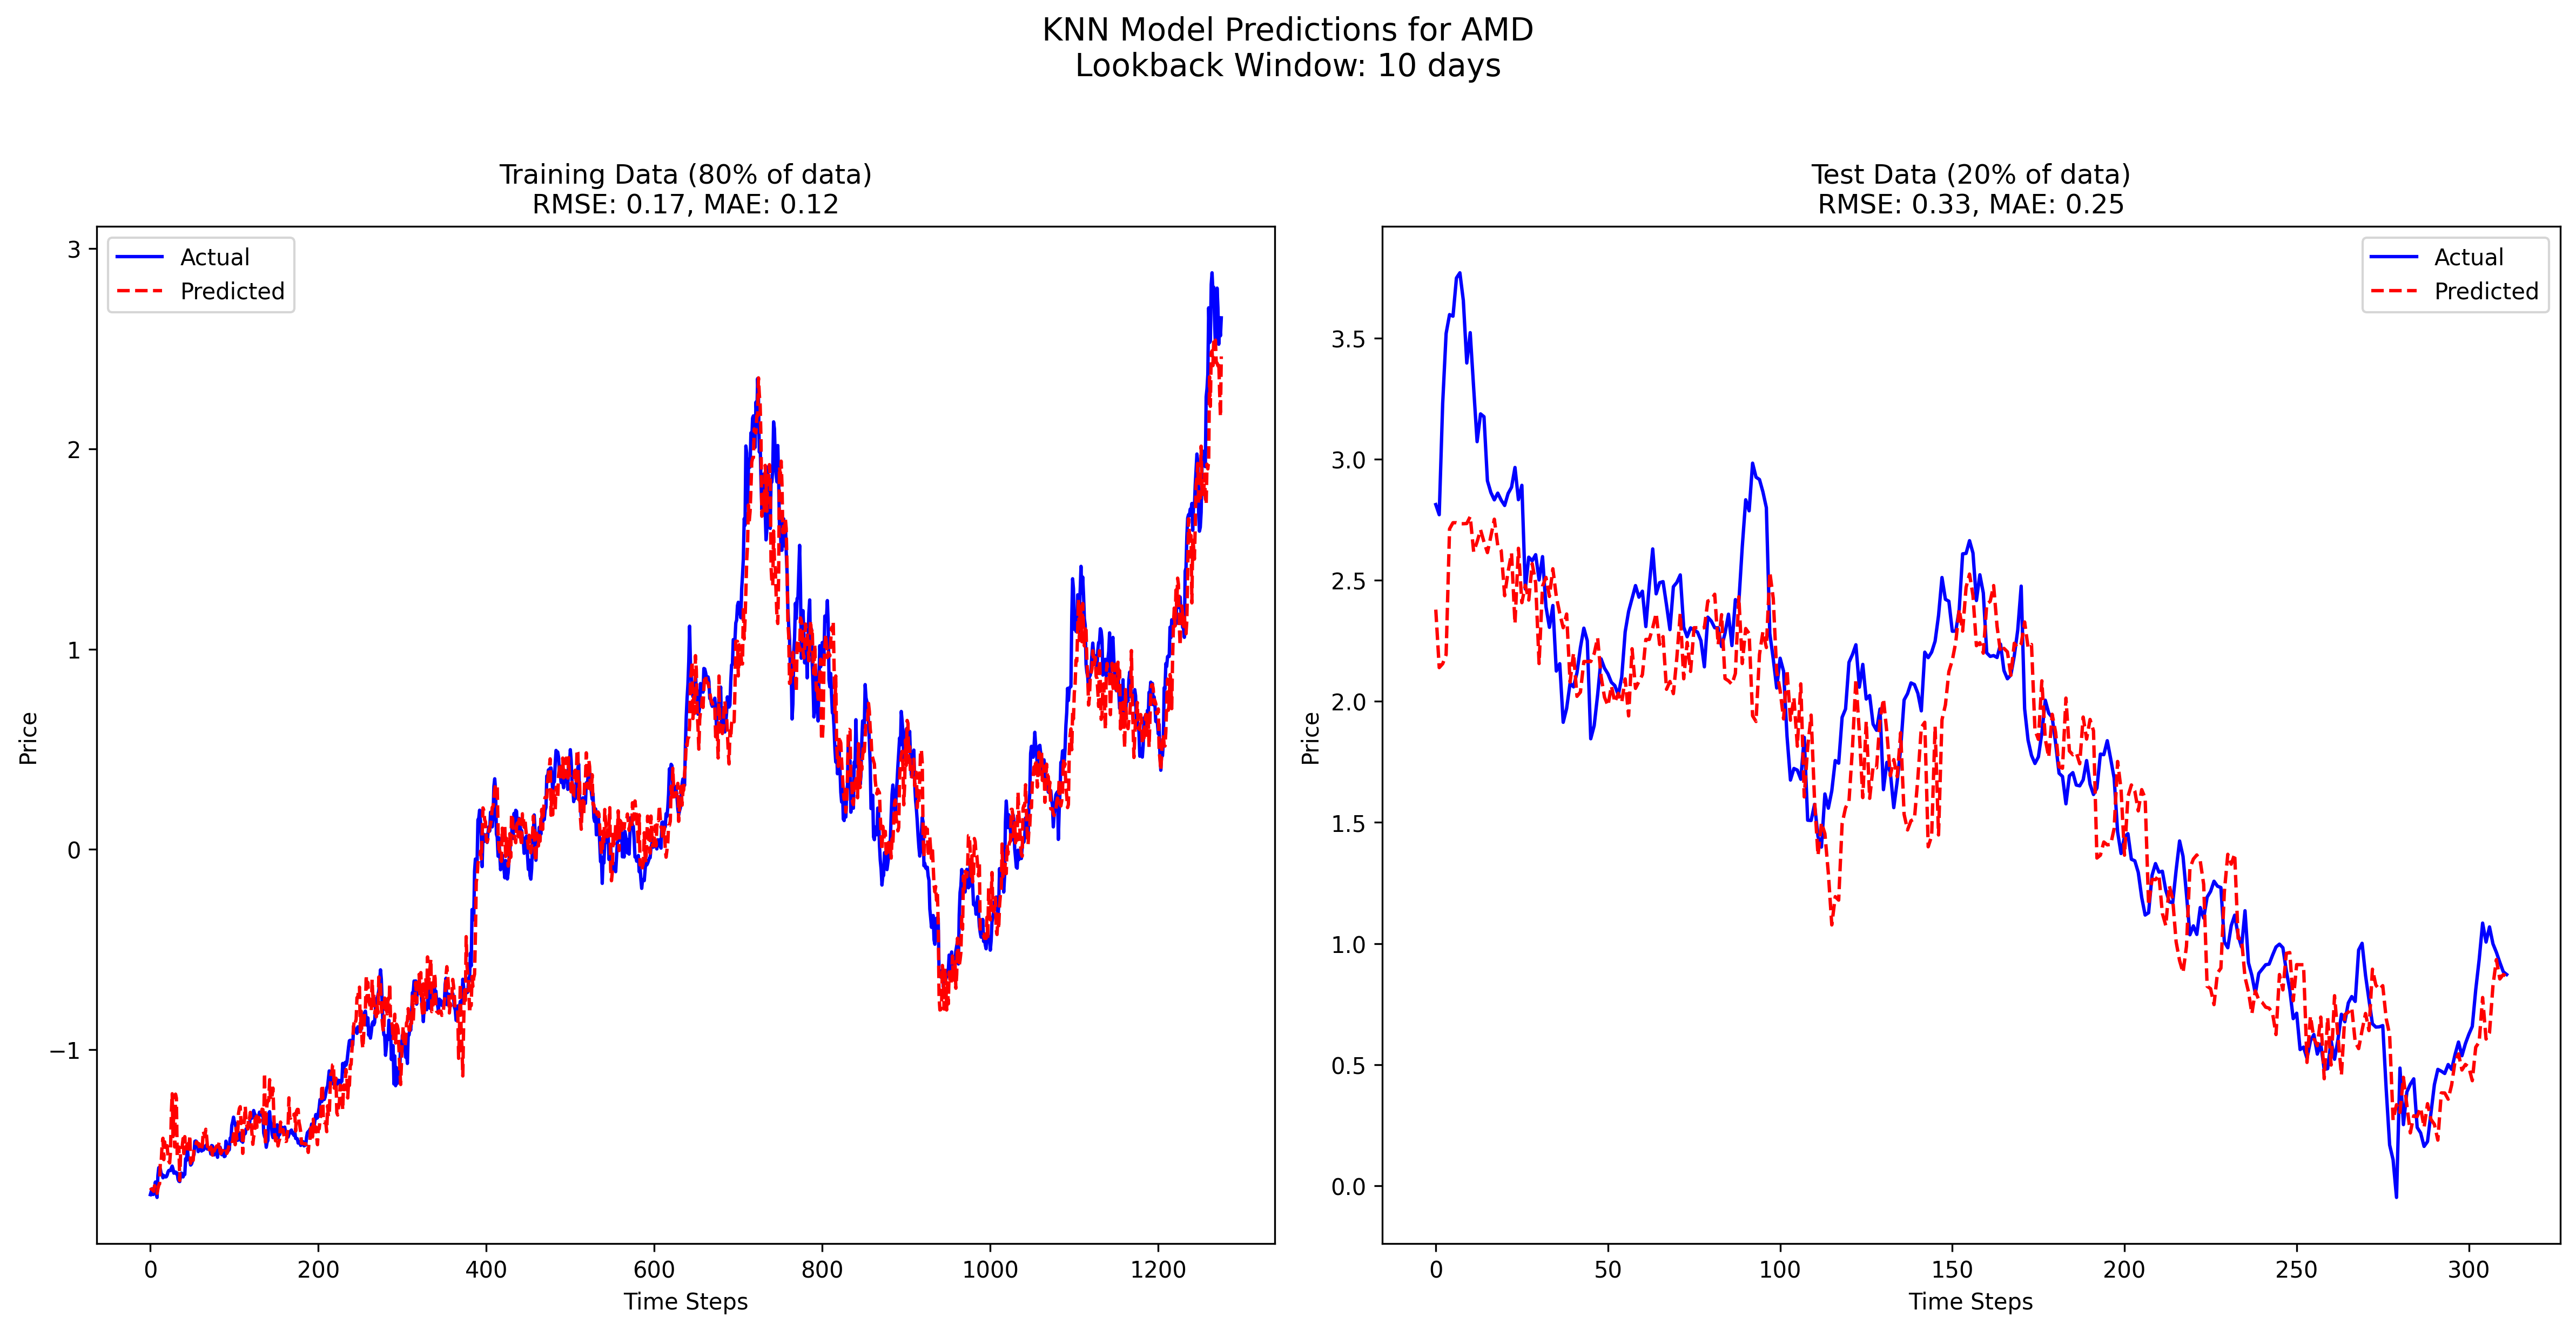 KNN Model Predictions for AMD
Lookback Window: 10 days
Training Data (80% of data)
RMSE: 0.17, MAE: 0.12
Actual
Predicted
3
2
1
0
−1
Price
0
200
400
600
800
1000
1200
Time Steps
Test Data (20% of data)
RMSE: 0.33, MAE: 0.25
Actual
Predicted
3.5
3.0
2.5
2.0
1.5
1.0
0.5
0.0
Price
0
50
100
150
200
250
300
Time Steps